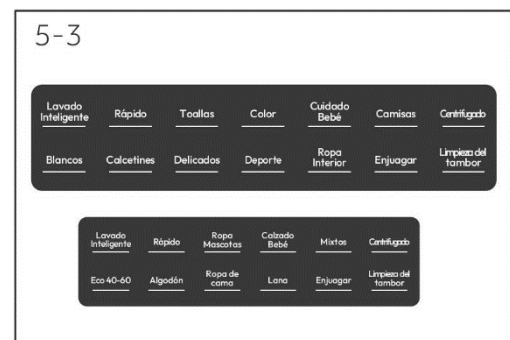 5-3
Lavado Inteligente
Rápido
Toallas
Color
Cuidado Bebé
Camisas
Centrifugado
Blancos
Calcetines
Delicados
Deporte
Ropa Interior
Enjuagar
Limpieza del tambor
Lavado Inteligente
Rápido
Ropa Mascotas
Calzado Bebé
Mixtos
Centrifugado
Eco 40-60
Algodón
Ropa de cama
Lana
Enjuagar
Limpieza del tambor